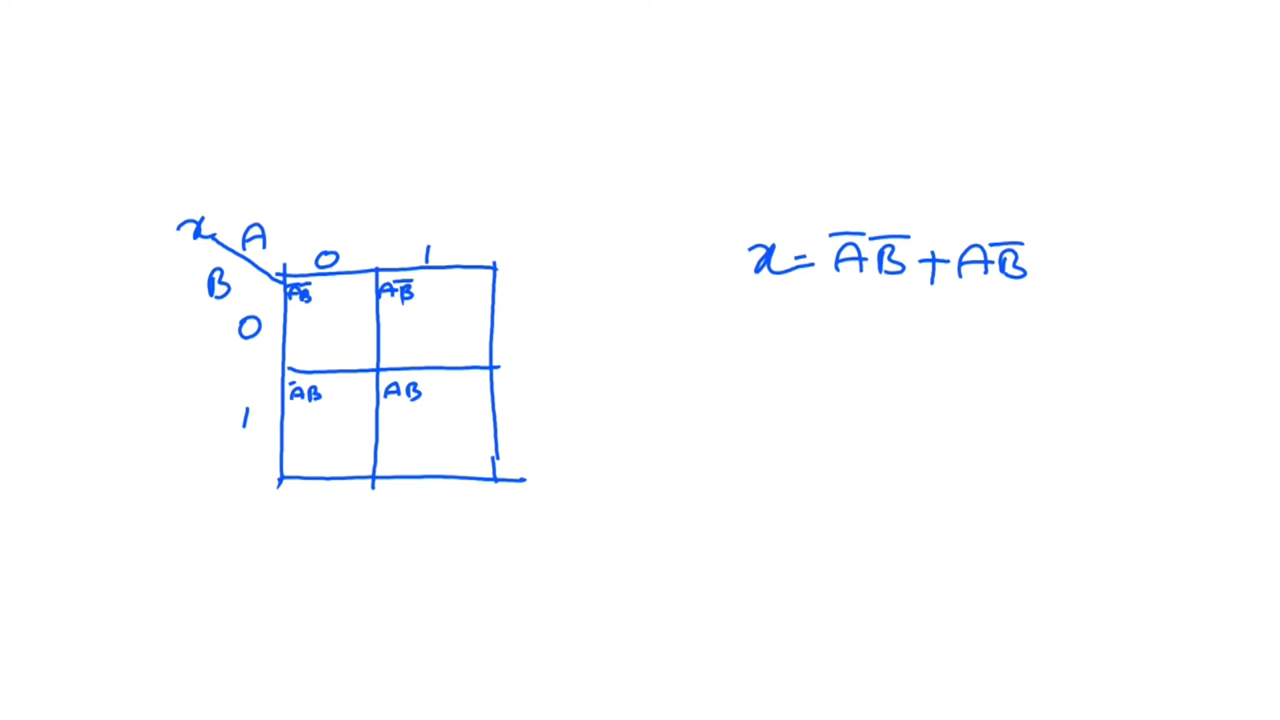 x A
B 0 1
0 A̅B̅ AB̅
1 A̅B AB
x = A̅ B̅ + AB̅